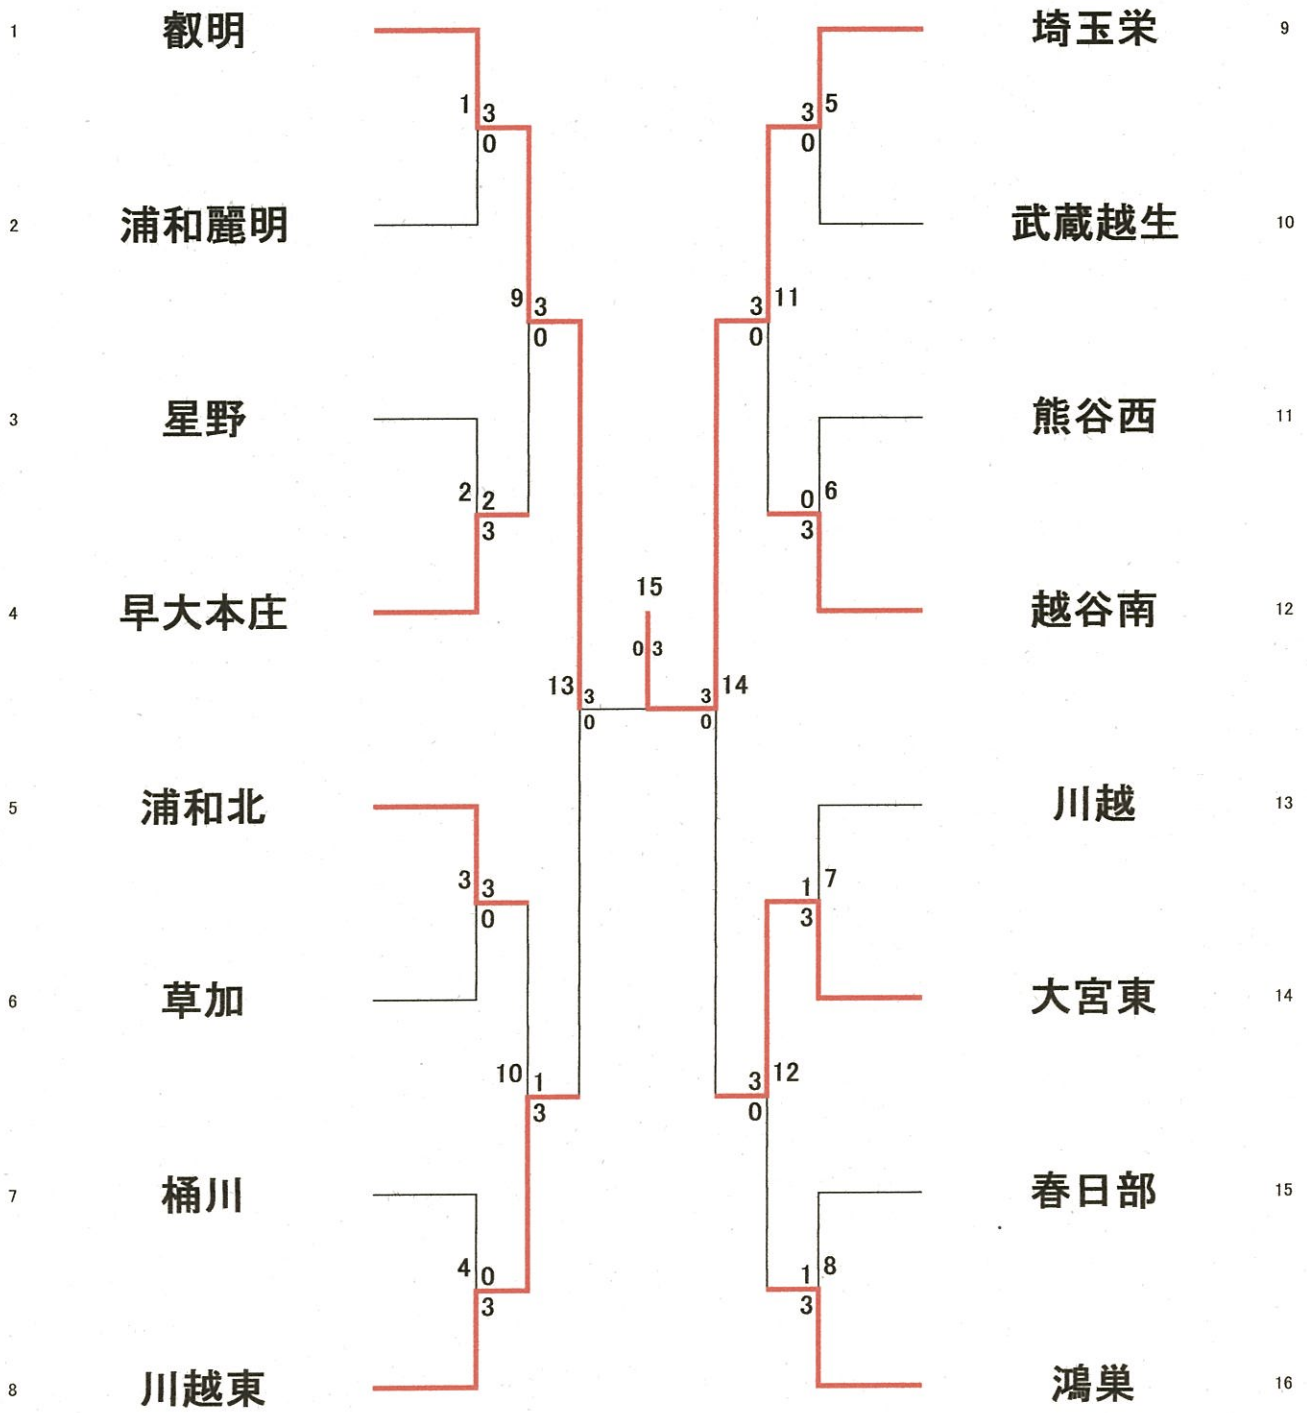 1 叡明
1 3
0
2 浦和麗明
9 3
0
3 星野
2 2
3
4 早大本庄
13 3
0
5 浦和北
3 3
0
6 草加
10 1
3
7 桶川
4 0
3
8 川越東
15
0 3
埼玉栄 9
3 5
0
武蔵越生 10
3 11
0
熊谷西 11
0 6
3
越谷南 12
3 14
0
川越 13
1 7
3
大宮東 14
3 12
0
春日部 15
1 8
3
鴻巣 16